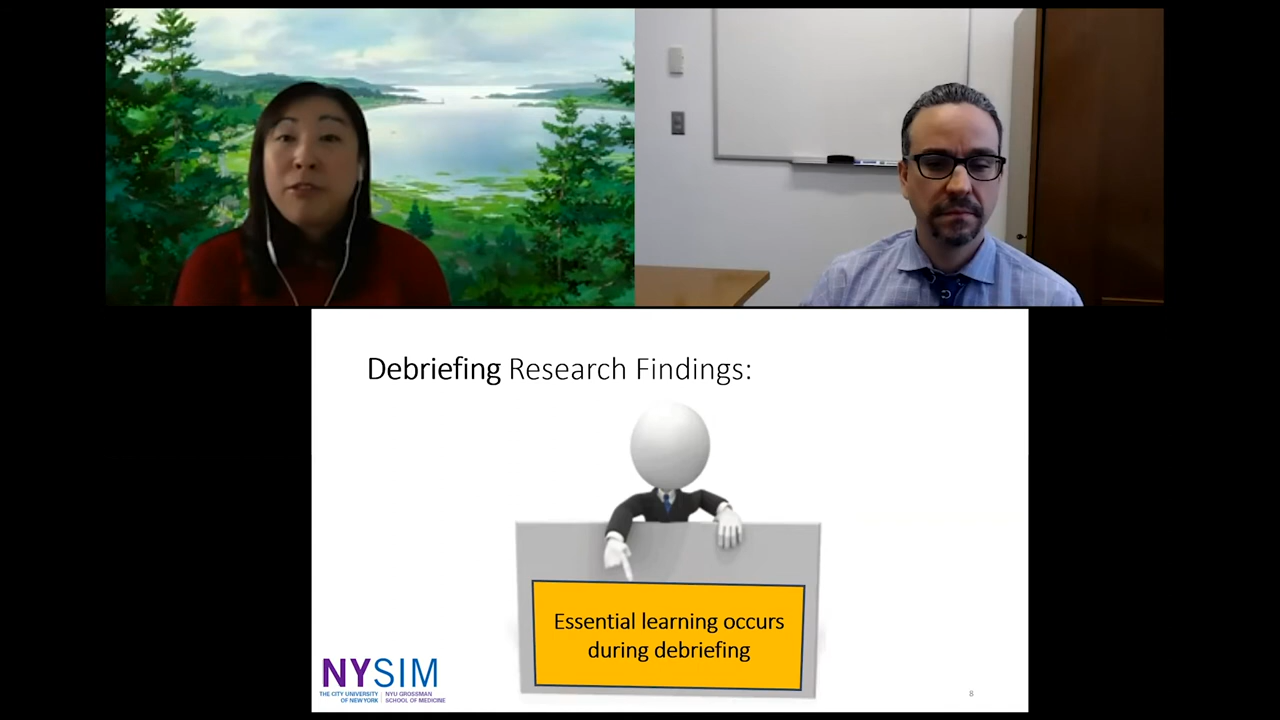 Debriefing Research Findings:
Essential learning occurs
during debriefing
NYSIM
THE CITY UNIVERSITY
OF NEW YORK
NYU GROSSMAN
SCHOOL OF MEDICINE
8